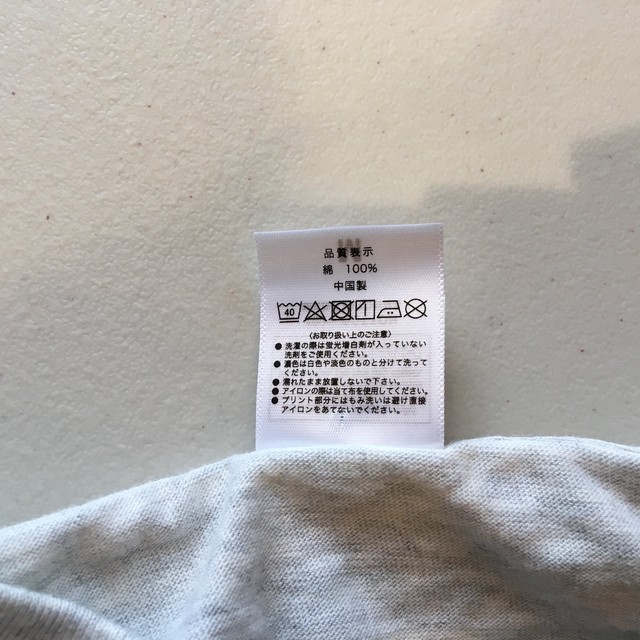 品質表示
綿 100%
中国製
40
〈お取り扱い上のご注意〉
● 洗濯の際は蛍光増白剤が入っていない
洗剤をご使用ください。
● 濃色は白色や淡色のものと分けて洗って
ください。
● 濡れたまま放置しないで下さい。
● アイロンの際は当て布を使用してください。
● プリント部分にはもみ洗いは避け直接
アイロンをあてないでください。